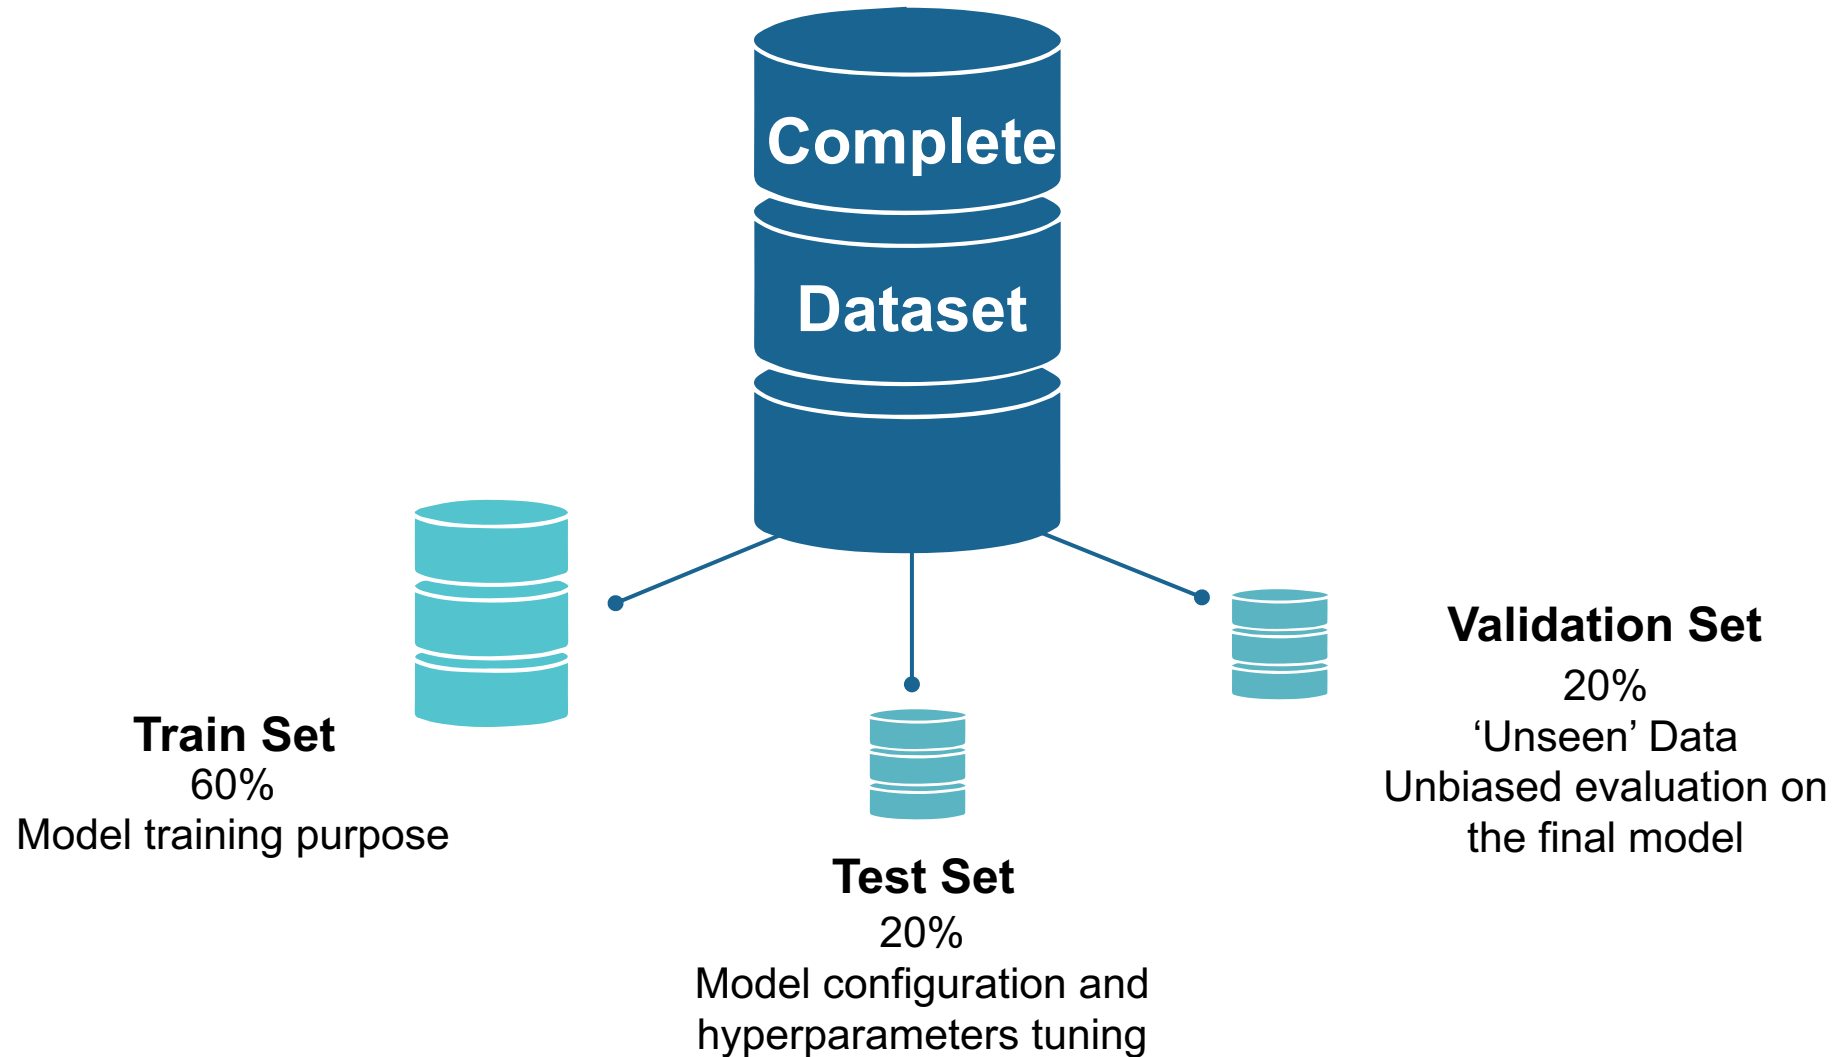 Complete
Dataset
Train Set
60%
Model training purpose
Test Set
20%
Model configuration and
hyperparameters tuning
Validation Set
20%
‘Unseen’ Data
Unbiased evaluation on
the final model